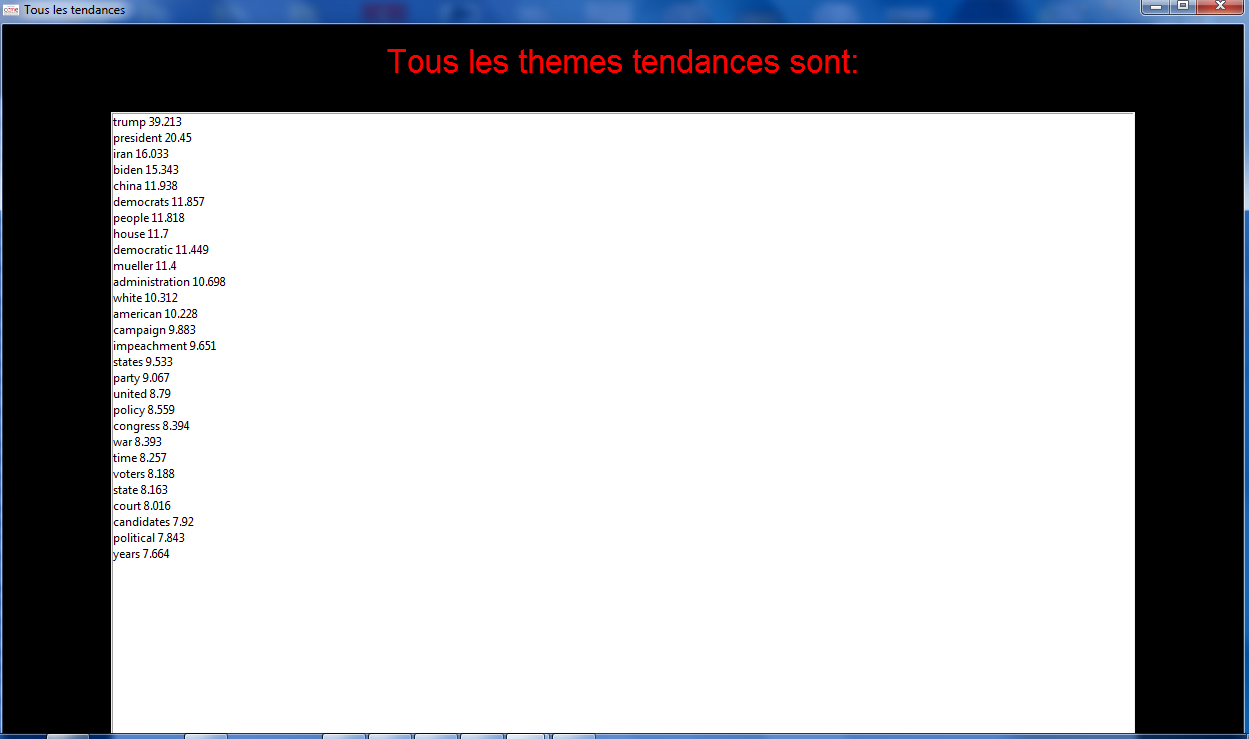 Tous les tendances
Tous les themes tendances sont:
trump 39.213
president 20.45
iran 16.033
biden 15.343
china 11.938
democrats 11.857
people 11.818
house 11.7
democratic 11.449
mueller 11.4
administration 10.698
white 10.312
american 10.228
campaign 9.883
impeachment 9.651
states 9.533
party 9.067
united 8.79
policy 8.559
congress 8.394
war 8.393
time 8.257
voters 8.188
state 8.163
court 8.016
candidates 7.92
political 7.843
years 7.664